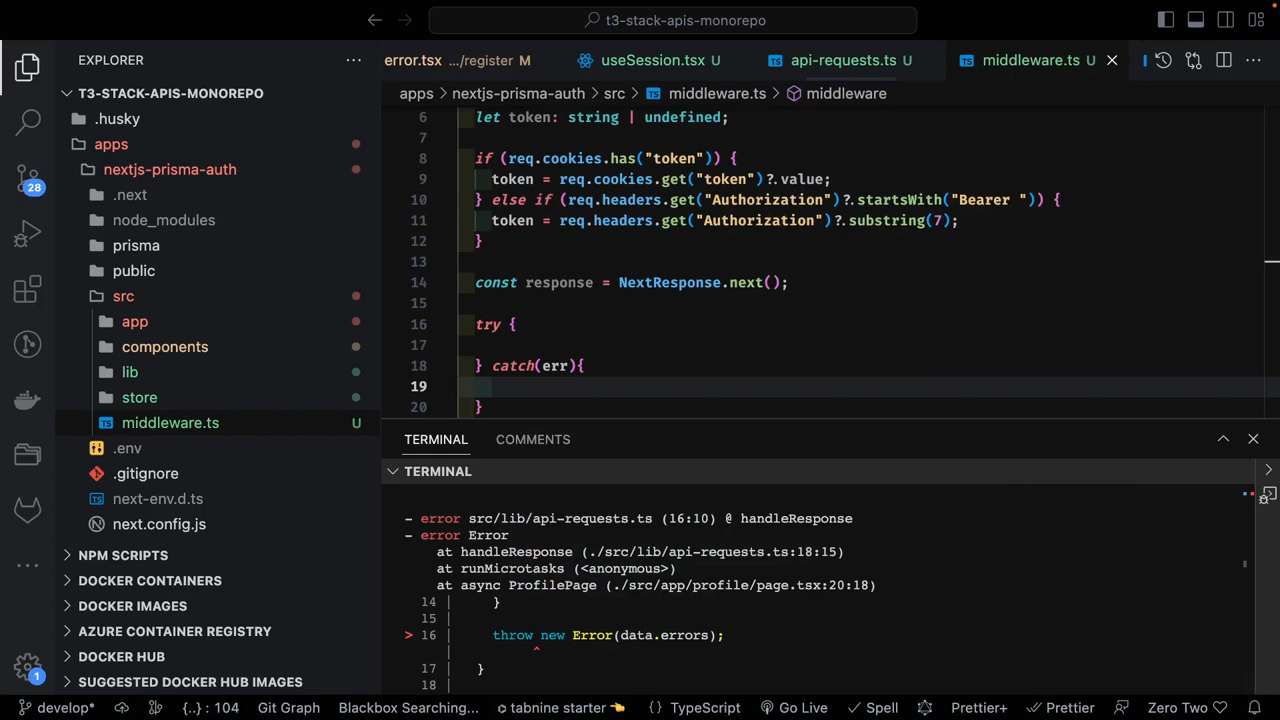 t3-stack-apis-monorepo
EXPLORER
error.tsx .../register M
useSession.tsx U
TS api-requests.ts U
TS middleware.ts U
T3-STACK-APIS-MONOREPO
apps > nextjs-prisma-auth > src > TS middleware.ts > middleware
.husky
apps
nextjs-prisma-auth
.next
node_modules
prisma
public
src
app
components
lib
store
TS middleware.ts U
.env
.gitignore
TS next-env.d.ts
N next.config.js
NPM SCRIPTS
DOCKER CONTAINERS
DOCKER IMAGES
AZURE CONTAINER REGISTRY
DOCKER HUB
SUGGESTED DOCKER HUB IMAGES
28
1
6 let token: string | undefined;
7
8 if (req.cookies.has("token")) {
9 token = req.cookies.get("token")?.value;
10 } else if (req.headers.get("Authorization")?.startsWith("Bearer ")) {
11 token = req.headers.get("Authorization")?.substring(7);
12 }
13
14 const response = NextResponse.next();
15
16 try {
17
18 } catch(err){
19
20 }
TERMINAL COMMENTS
TERMINAL
- error src/lib/api-requests.ts (16:10) @ handleResponse
- error Error
at handleResponse (./src/lib/api-requests.ts:18:15)
at runMicrotasks (<anonymous>)
at async ProfilePage (./src/app/profile/page.tsx:20:18)
14 | }
15 |
> 16 | throw new Error(data.errors);
| ^
17 | }
18 |
develop* {..} : 104 Git Graph Blackbox Searching... tabnine starter 👈 {} TypeScript Go Live Spell Prettier+ Prettier Zero Two